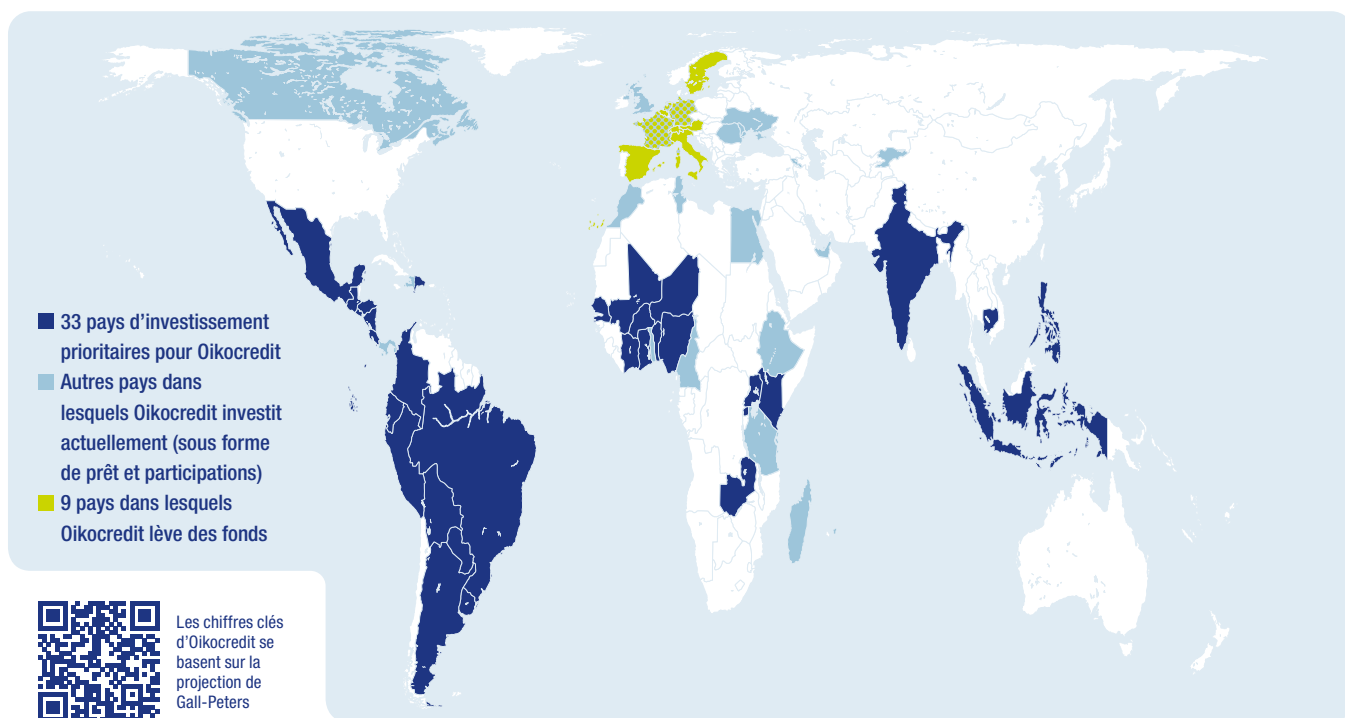 33 pays d’investissement
prioritaires pour Oikocredit
Autres pays dans
lesquels Oikocredit investit
actuellement (sous forme
de prêt et participations)
9 pays dans lesquels
Oikocredit lève des fonds
Les chiffres clés
d’Oikocredit se
basent sur la
projection de
Gall-Peters